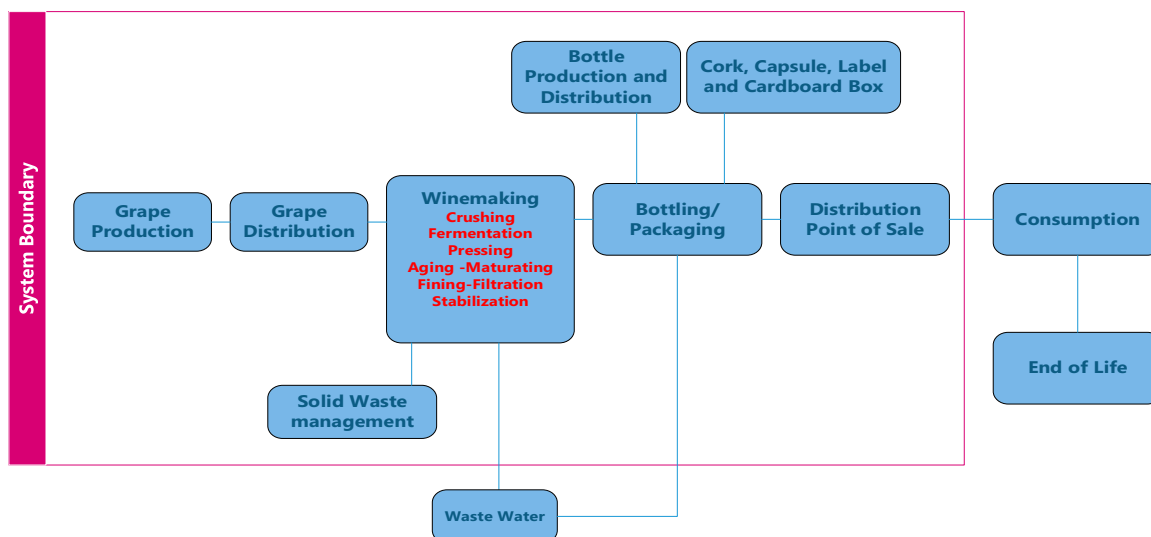 System Boundary
Bottle
Production and
Distribution
Cork, Capsule, Label
and Cardboard Box
Grape
Production
Grape
Distribution
Winemaking
Crushing
Fermentation
Pressing
Aging -Maturating
Fining-Filtration
Stabilization
Bottling/
Packaging
Distribution
Point of Sale
Consumption
End of Life
Solid Waste
management
Waste Water